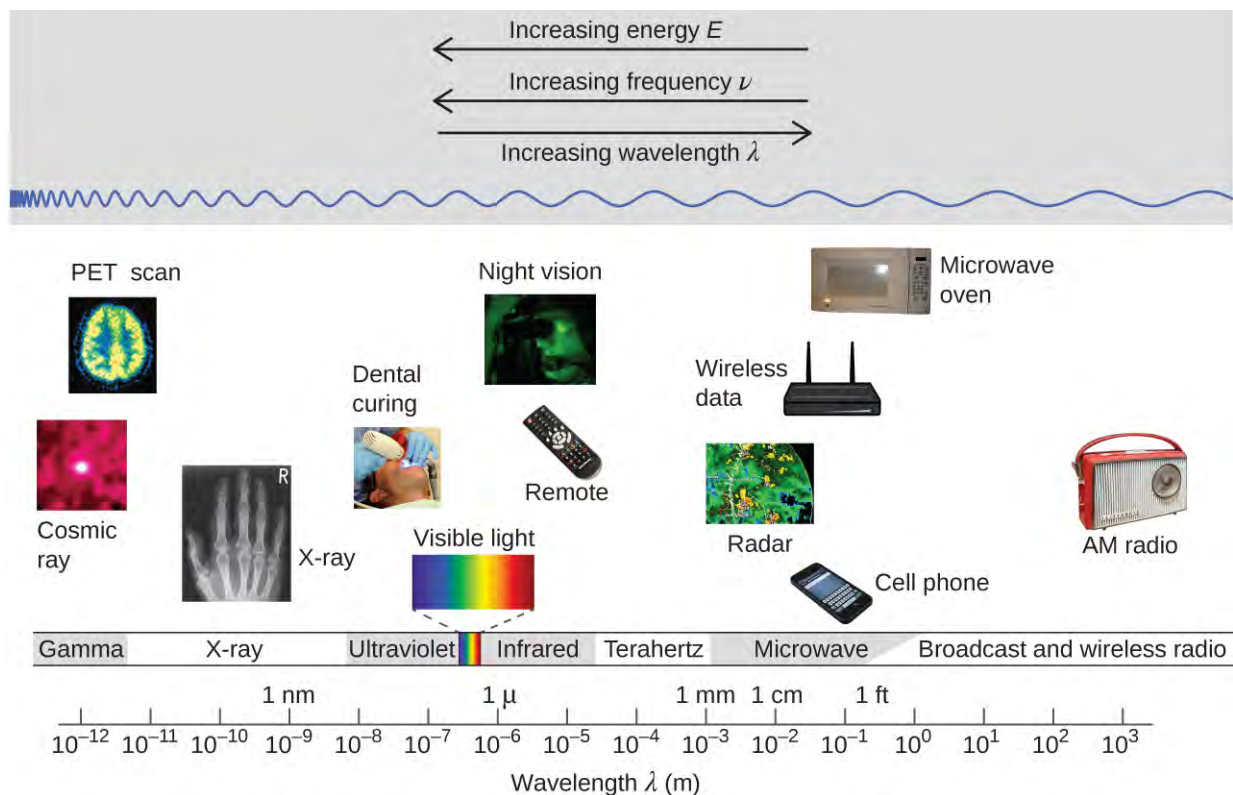 Increasing energy E
Increasing frequency ν
Increasing wavelength λ
PET scan
Night vision
Microwave
oven
Dental
curing
Wireless
data
Cosmic
ray
R
X-ray
Remote
Visible light
Radar
Cell phone
AM radio
Gamma X-ray Ultraviolet Infrared Terahertz Microwave Broadcast and wireless radio
1 nm 1 μ 1 mm 1 cm 1 ft
10⁻¹² 10⁻¹¹ 10⁻¹⁰ 10⁻⁹ 10⁻⁸ 10⁻⁷ 10⁻⁶ 10⁻⁵ 10⁻⁴ 10⁻³ 10⁻² 10⁻¹ 10⁰ 10¹ 10² 10³
Wavelength λ (m)